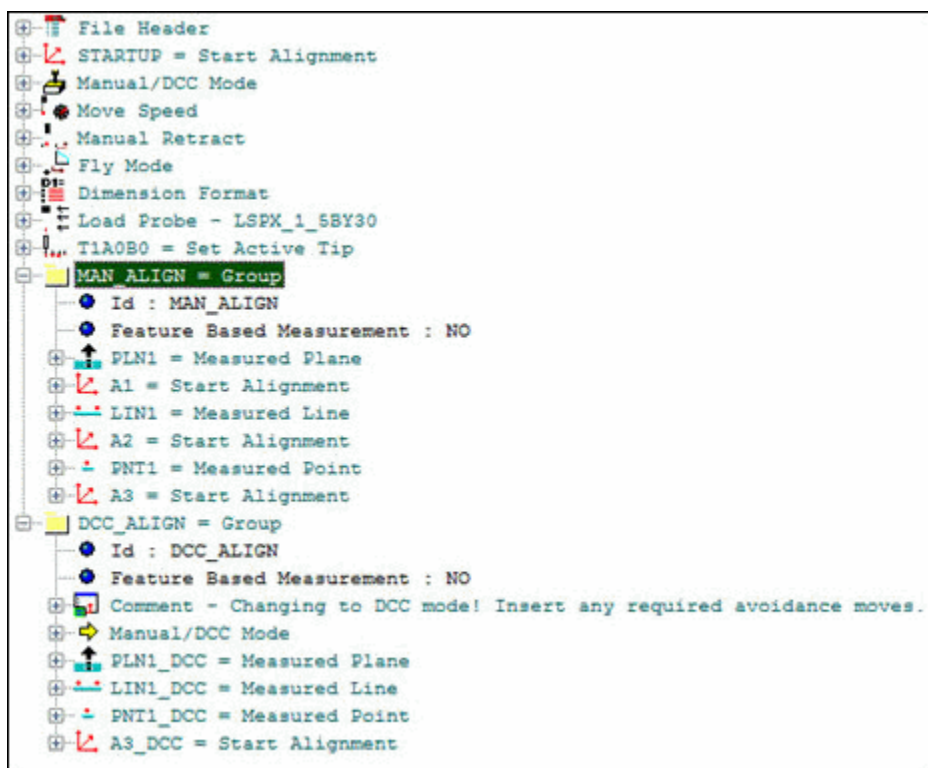 File Header
STARTUP = Start Alignment
Manual/DCC Mode
Move Speed
Manual Retract
Fly Mode
Dimension Format
Load Probe - LSPX_1_5BY30
T1A0B0 = Set Active Tip
MAN_ALIGN = Group
Id : MAN_ALIGN
Feature Based Measurement : NO
PLN1 = Measured Plane
A1 = Start Alignment
LIN1 = Measured Line
A2 = Start Alignment
PNT1 = Measured Point
A3 = Start Alignment
DCC_ALIGN = Group
Id : DCC_ALIGN
Feature Based Measurement : NO
Comment - Changing to DCC mode! Insert any required avoidance moves.
Manual/DCC Mode
PLN1_DCC = Measured Plane
LIN1_DCC = Measured Line
PNT1_DCC = Measured Point
A3_DCC = Start Alignment